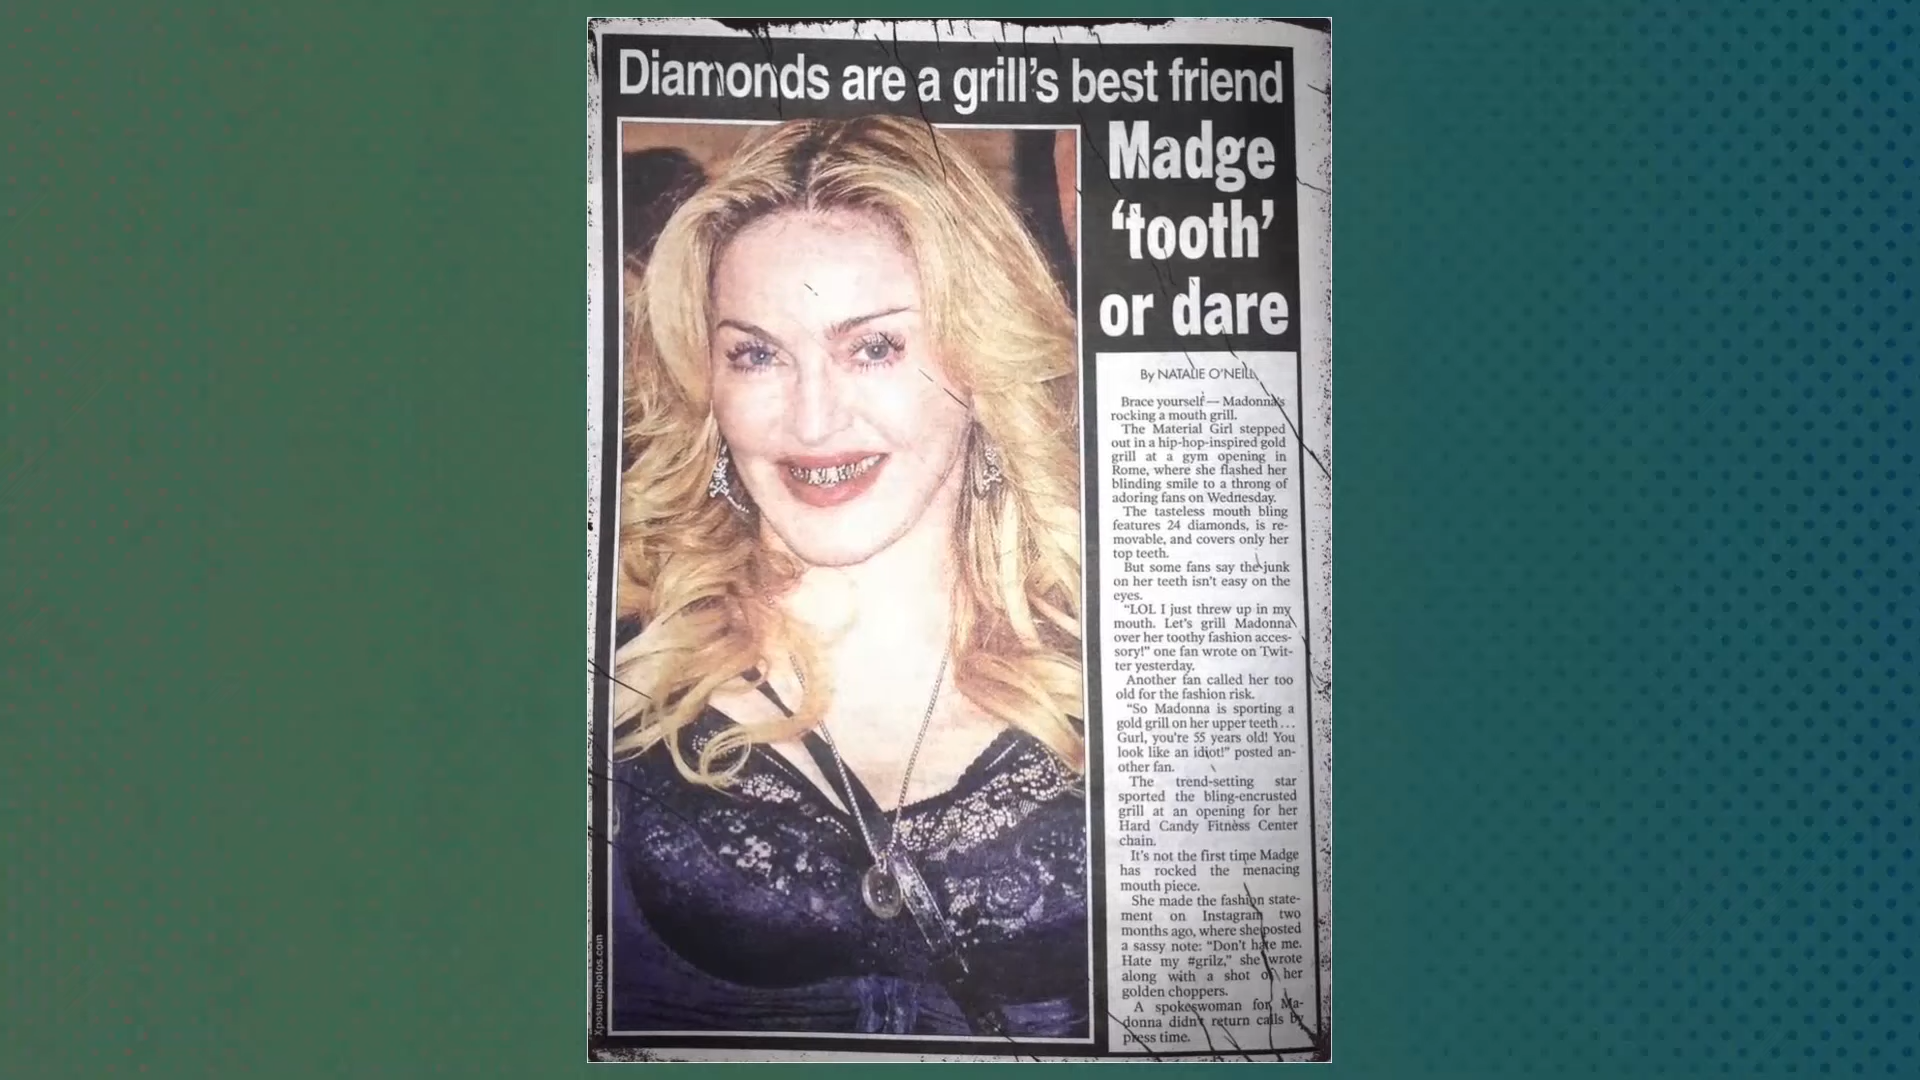 Diamonds are a grill's best friend
Madge
'tooth'
or dare
By NATALIE O'NEILL
Brace yourself — Madonna's
rocking a mouth grill.
The Material Girl stepped
out in a hip-hop-inspired gold
grill at a gym opening in
Rome, where she flashed her
blinding smile to a throng of
adoring fans on Wednesday.
The tasteless mouth bling
features 24 diamonds, is re-
movable, and covers only her
top teeth.
But some fans say the junk
on her teeth isn't easy on the
eyes.
"LOL I just threw up in my
mouth. Let's grill Madonna
over her toothy fashion acces-
sory!" one fan wrote on Twit-
ter yesterday.
Another fan called her too
old for the fashion risk.
"So Madonna is sporting a
gold grill on her upper teeth ...
Gurl, you're 55 years old! You
look like an idiot!" posted an-
other fan.
The trend-setting star
sported the bling-encrusted
grill at an opening for her
Hard Candy Fitness Center
chain.
It's not the first time Madge
has rocked the menacing
mouth piece.
She made the fashion state-
ment on Instagram two
months ago, where she posted
a sassy note: "Don't hate me.
Hate my #grilz," she wrote
along with a shot of her
golden choppers.
A spokeswoman for Ma-
donna didn't return calls by
press time.
Xposurephotos.com